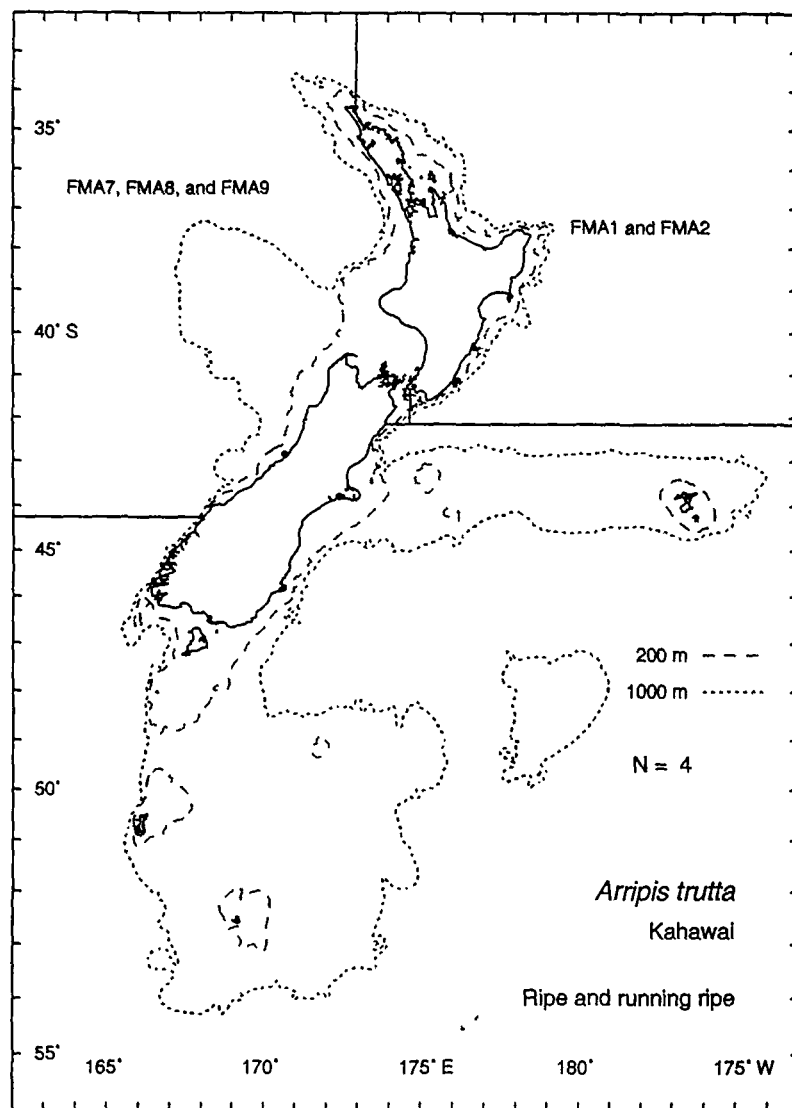 35°
FMA7, FMA8, and FMA9
FMA1 and FMA2
40° S
45°
200 m
1000 m
N = 4
50°
Arripis trutta
Kahawai
Ripe and running ripe
55°
165° 170° 175° E 180° 175° W